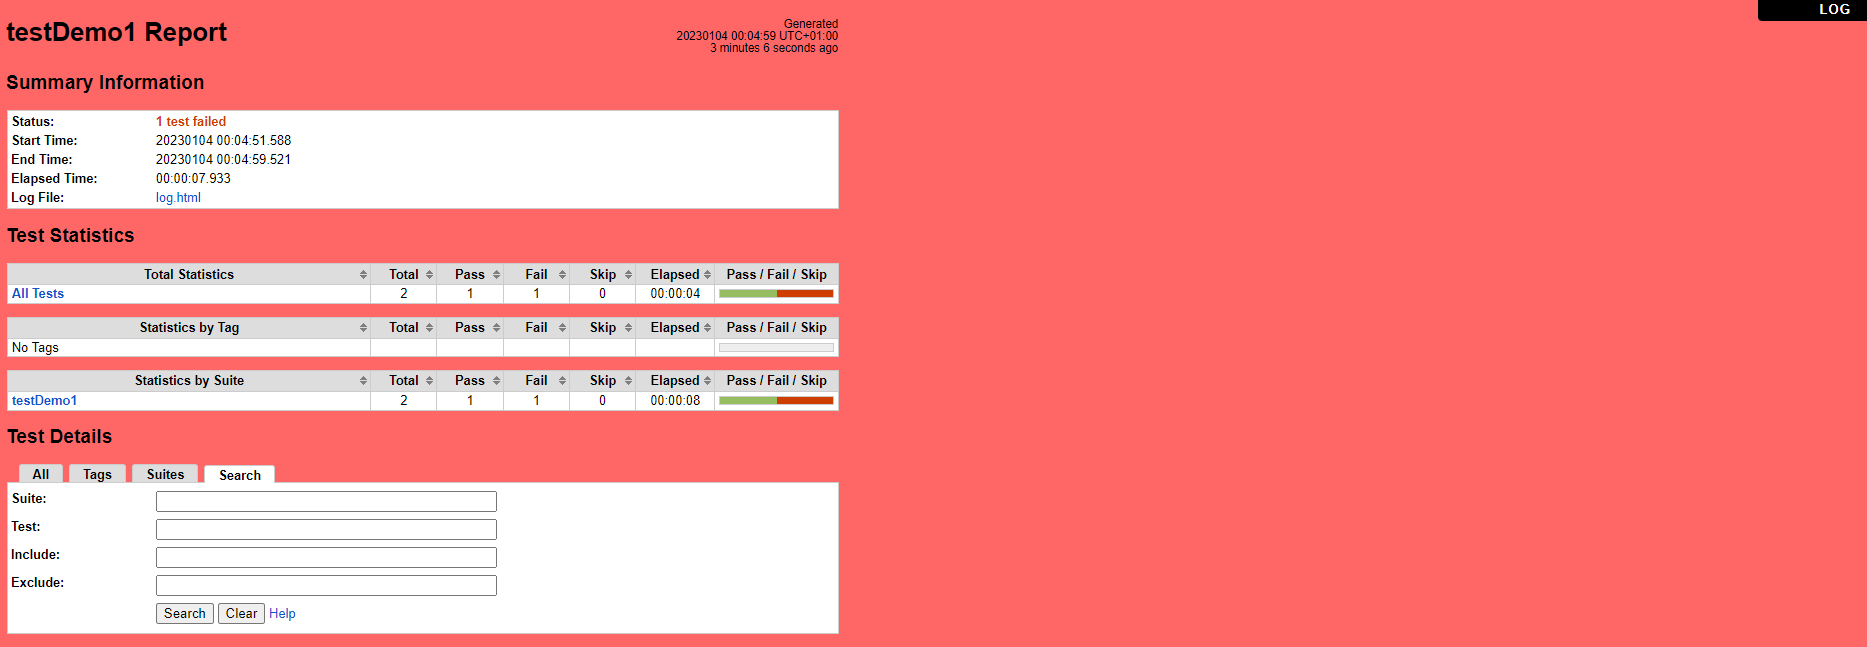 LOG
testDemo1 Report
Generated
20230104 00:04:59 UTC+01:00
3 minutes 6 seconds ago
Summary Information
Status: 1 test failed
Start Time: 20230104 00:04:51.588
End Time: 20230104 00:04:59.521
Elapsed Time: 00:00:07.933
Log File: log.html
Test Statistics
Total Statistics Total Pass Fail Skip Elapsed Pass / Fail / Skip
All Tests 2 1 1 0 00:00:04
Statistics by Tag Total Pass Fail Skip Elapsed Pass / Fail / Skip
No Tags
Statistics by Suite Total Pass Fail Skip Elapsed Pass / Fail / Skip
testDemo1 2 1 1 0 00:00:08
Test Details
All Tags Suites Search
Suite:
Test:
Include:
Exclude:
Search Clear Help